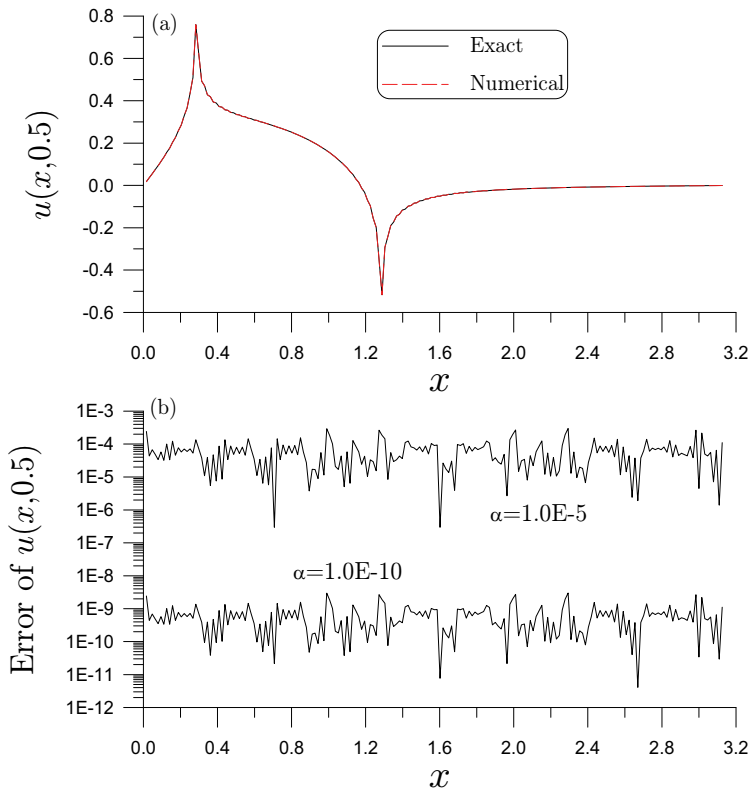 (a)
Exact
Numerical
u(x,0.5)
0.8
0.6
0.4
0.2
0.0
-0.2
-0.4
-0.6
0.0 0.4 0.8 1.2 1.6 2.0 2.4 2.8 3.2
x
(b)
Error of u(x,0.5)
1E-3
1E-4
1E-5
1E-6
1E-7
1E-8
1E-9
1E-10
1E-11
1E-12
α=1.0E-5
α=1.0E-10
0.0 0.4 0.8 1.2 1.6 2.0 2.4 2.8 3.2
x